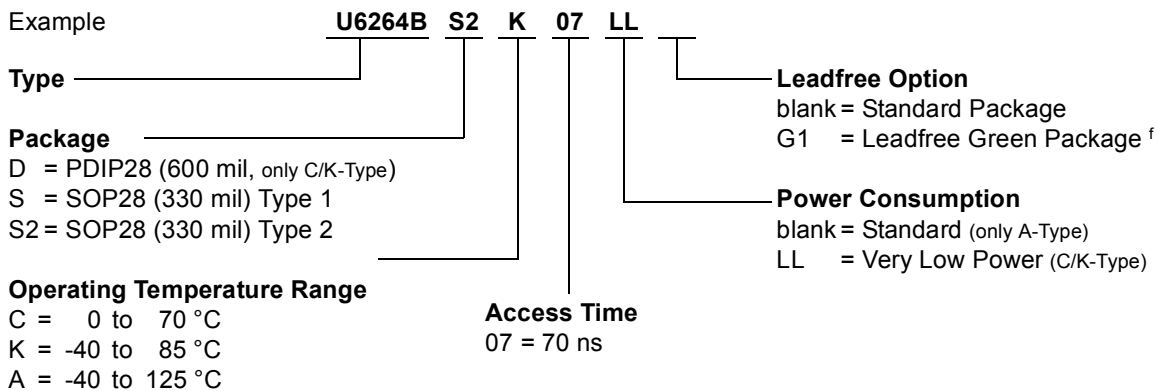 Example U6264B S2 K 07 LL
Type
Package
D = PDIP28 (600 mil, only C/K-Type)
S = SOP28 (330 mil) Type 1
S2 = SOP28 (330 mil) Type 2
Operating Temperature Range
C = 0 to 70 °C
K = -40 to 85 °C
A = -40 to 125 °C
Access Time
07 = 70 ns
Leadfree Option
blank = Standard Package
G1 = Leadfree Green Package f
Power Consumption
blank = Standard (only A-Type)
LL = Very Low Power (C/K-Type)